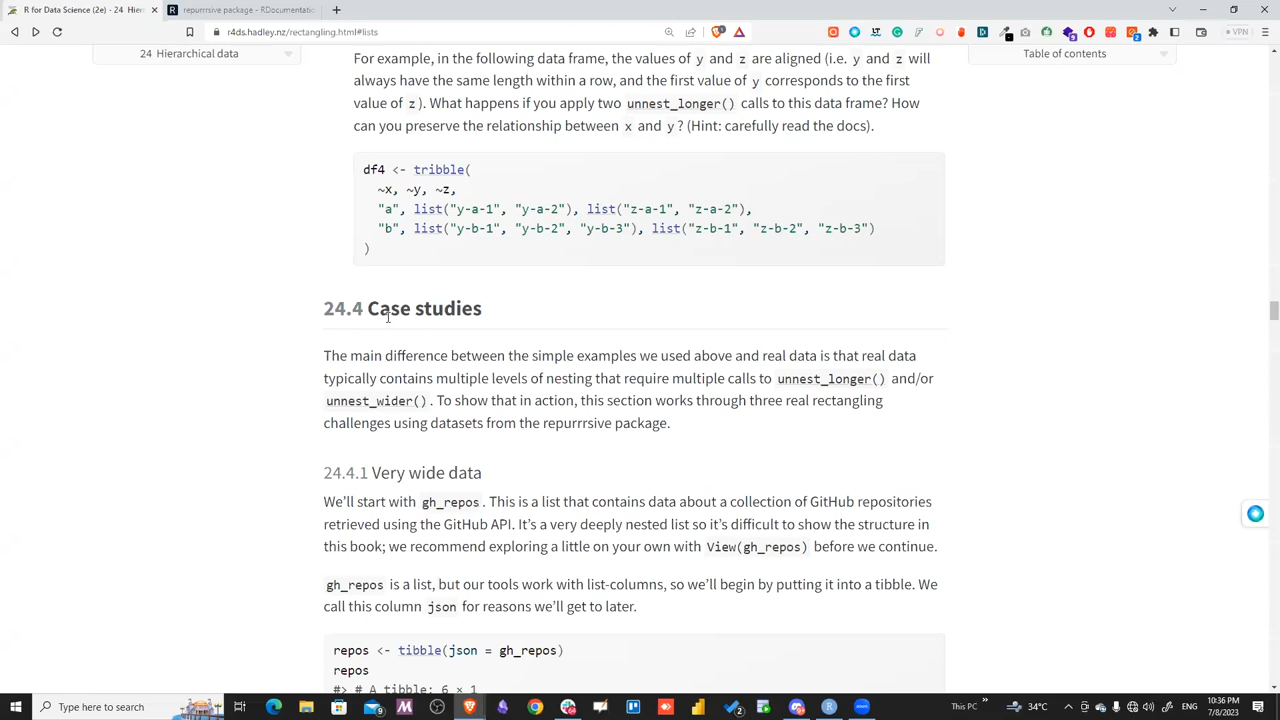 R for Data Science (2e) - 24 Hier
repurrrsive package - RDocumentati
r4ds.hadley.nz/rectangling.html#lists
VPN
24 Hierarchical data
Table of contents
For example, in the following data frame, the values of y and z are aligned (i.e. y and z will
always have the same length within a row, and the first value of y corresponds to the first
value of z). What happens if you apply two unnest_longer() calls to this data frame? How
can you preserve the relationship between x and y? (Hint: carefully read the docs).
df4 <- tribble(
~x, ~y, ~z,
"a", list("y-a-1", "y-a-2"), list("z-a-1", "z-a-2"),
"b", list("y-b-1", "y-b-2", "y-b-3"), list("z-b-1", "z-b-2", "z-b-3")
)
24.4 Case studies
The main difference between the simple examples we used above and real data is that real data
typically contains multiple levels of nesting that require multiple calls to unnest_longer() and/or
unnest_wider(). To show that in action, this section works through three real rectangling
challenges using datasets from the repurrrsive package.
24.4.1 Very wide data
We'll start with gh_repos. This is a list that contains data about a collection of GitHub repositories
retrieved using the GitHub API. It's a very deeply nested list so it's difficult to show the structure in
this book; we recommend exploring a little on your own with View(gh_repos) before we continue.
gh_repos is a list, but our tools work with list-columns, so we'll begin by putting it into a tibble. We
call this column json for reasons we'll get to later.
repos <- tibble(json = gh_repos)
repos
#> # A tibble: 6 × 1
Type here to search
This PC
34°C
ENG
10:36 PM
7/8/2023